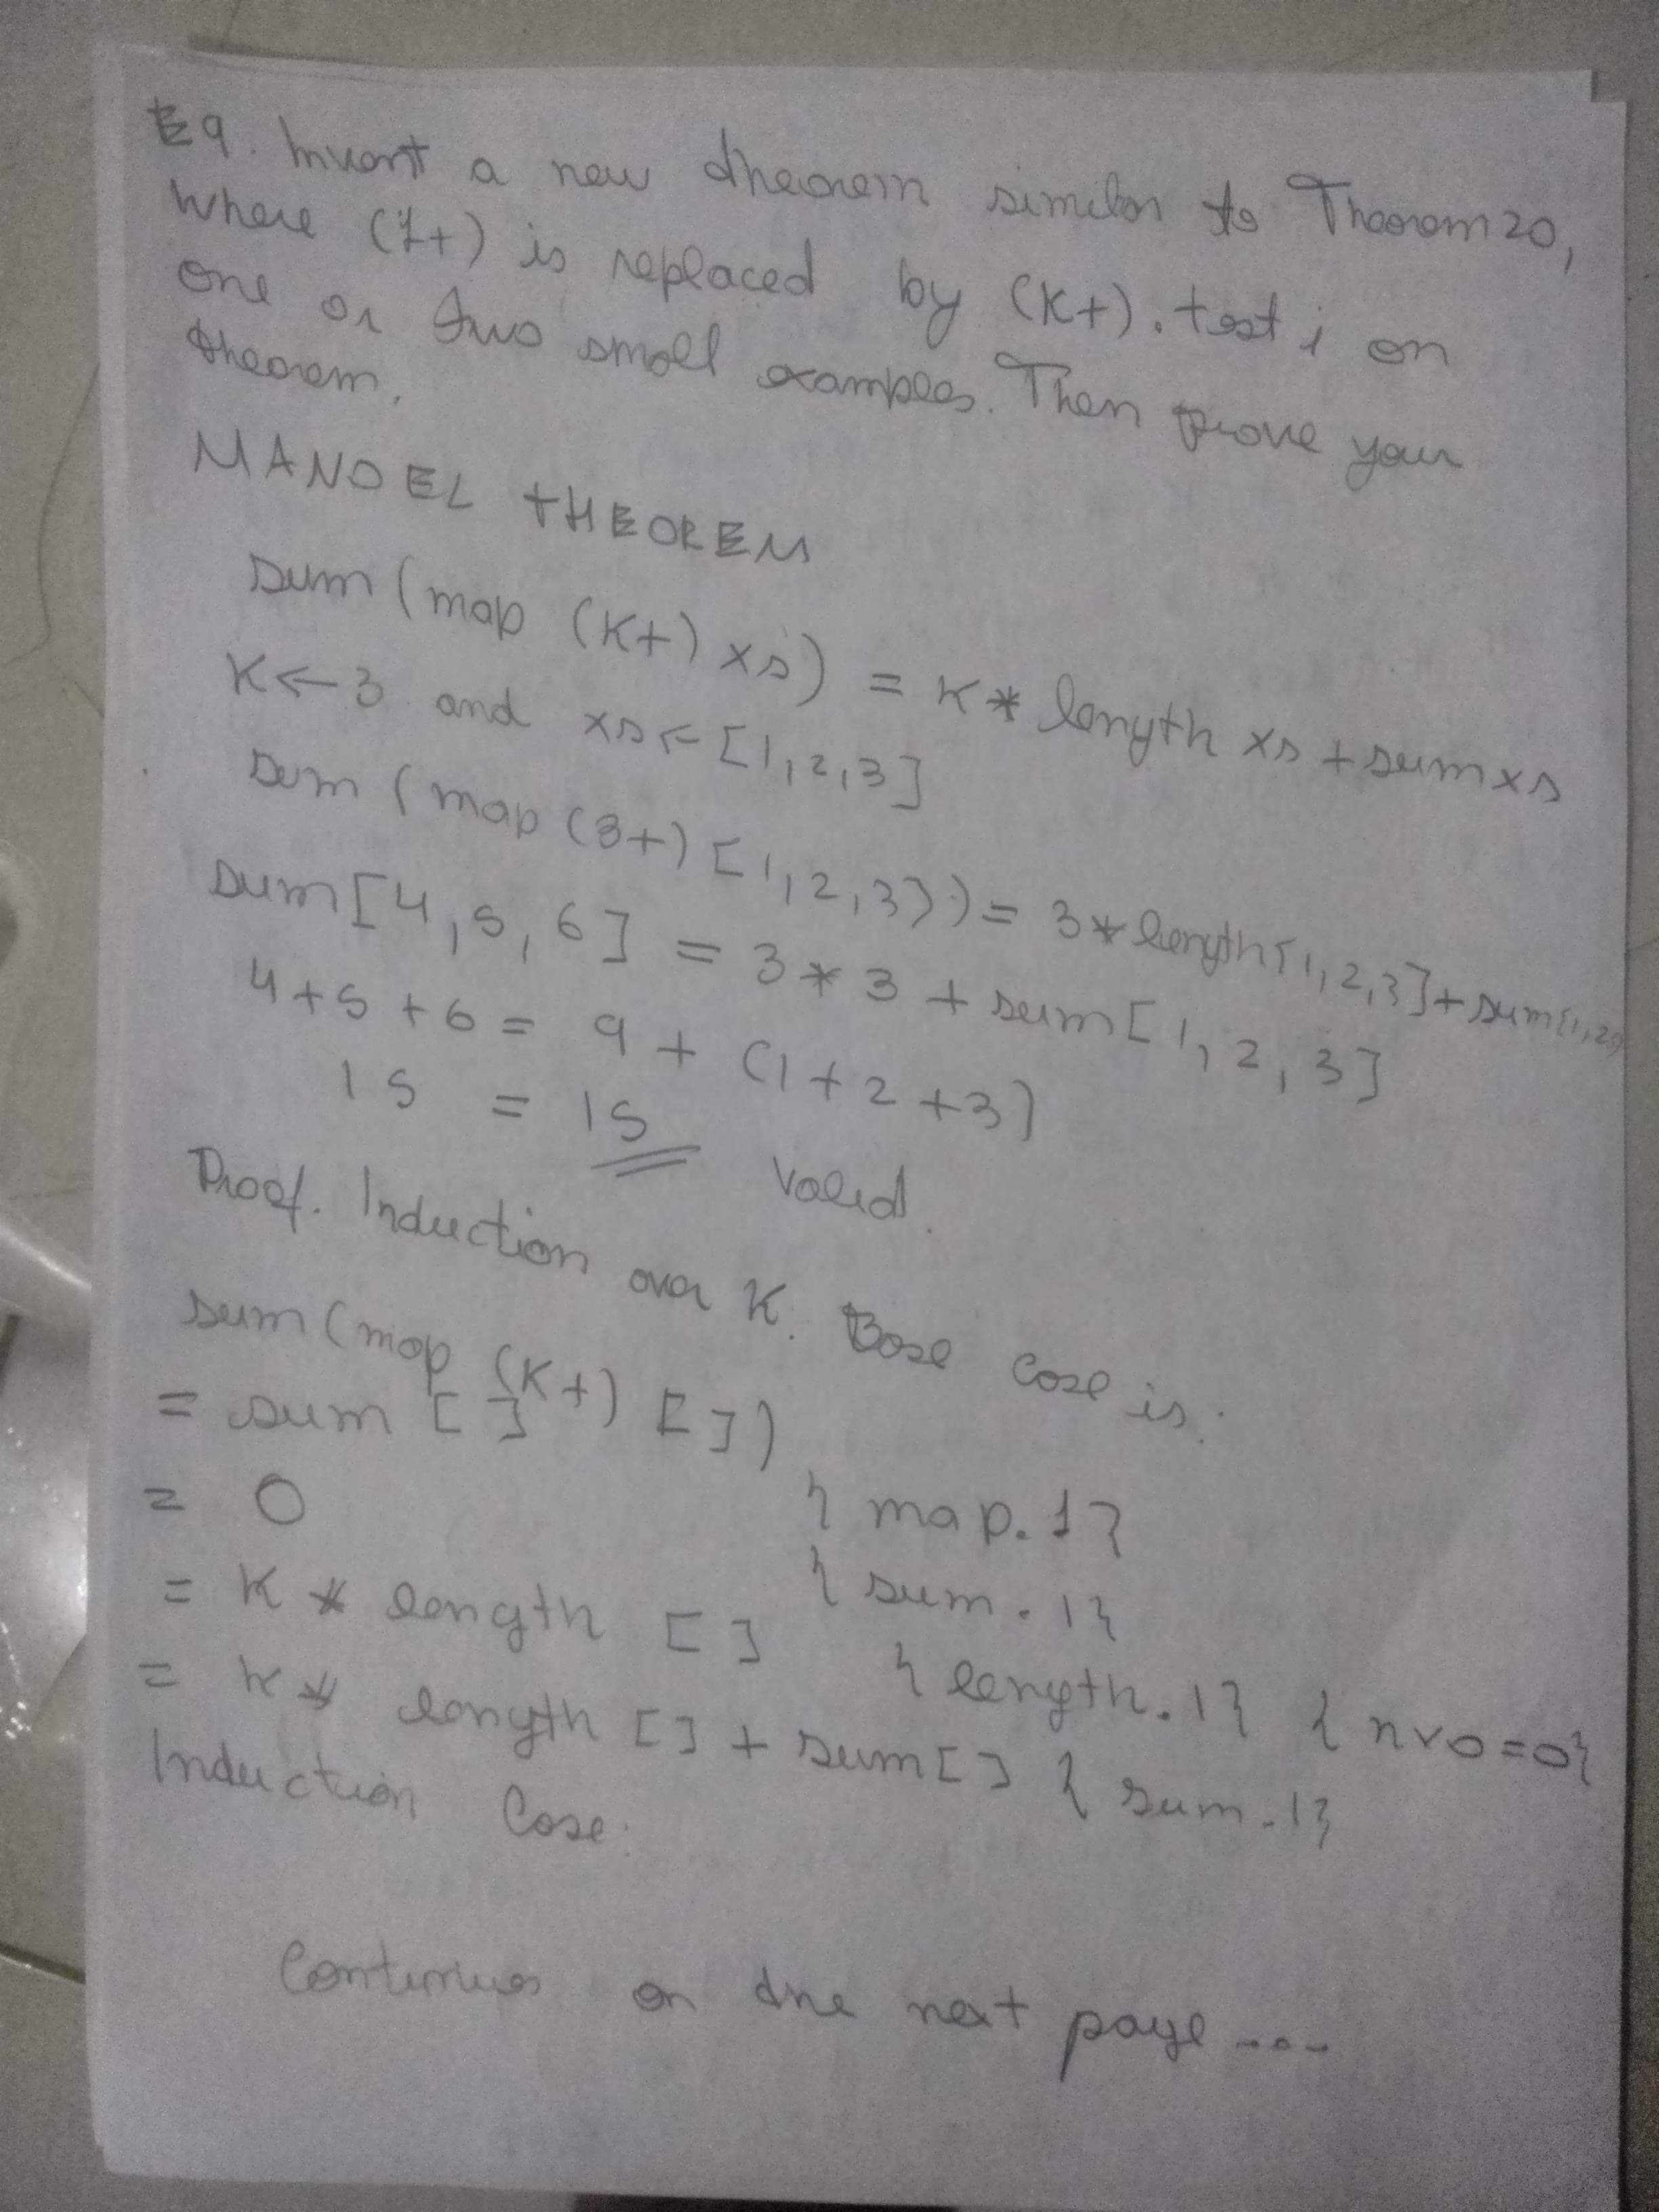 E9. Invent a new theorem similar to Theorem 20,
where (1+) is replaced by (K+). test i on
one or two small examples. Then prove your
theorem.
MANOEL THEOREM
sum (map (K+) xs) = K * length xs + sum xs
K ← 3 and xs ← [1,2,3]
sum (map (3+) [1,2,3]) = 3 * length [1,2,3] + sum [1,2,3]
sum [4,5,6] = 3 * 3 + sum [1,2,3]
4+5+6 = 9 + (1+2+3)
15 = 15 Valid.
Proof. Induction over K. Base Case is.
sum (map (K+) [])
= sum [] { map.1}
= 0 { sum.1}
= K * length [] { length.1} { nx0=0}
= K * length [] + sum [] { sum.1}
Induction Case.
Continues on the next page ...